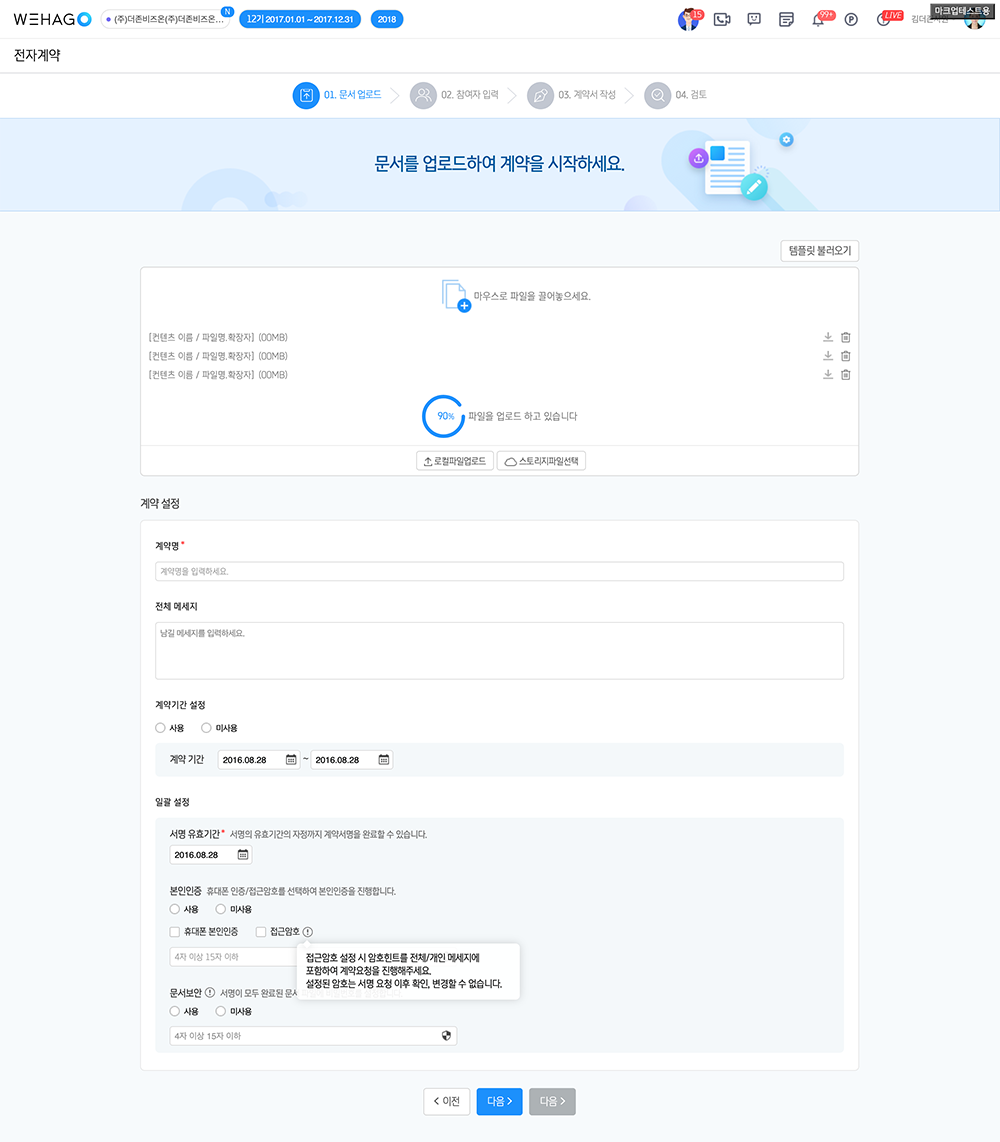 WEHAGO
(주)더존비즈온(주)더존비즈온...
N
12기 2017.01.01 ~ 2017.12.31
2018
15
99+
LIVE
마크업테스트용
전자계약
01. 문서 업로드
02. 참여자 입력
03. 계약서 작성
04. 검토
문서를 업로드하여 계약을 시작하세요.
템플릿 불러오기
마우스로 파일을 끌어놓으세요.
[컨텐츠 이름 / 파일명.확장자] (00MB)
[컨텐츠 이름 / 파일명.확장자] (00MB)
[컨텐츠 이름 / 파일명.확장자] (00MB)
90% 파일을 업로드 하고 있습니다
로컬파일업로드
스토리지파일선택
계약 설정
계약명*
계약명을 입력하세요.
전체 메세지
남길 메세지를 입력하세요.
계약기간 설정
사용 미사용
계약 기간 2016.08.28 ~ 2016.08.28
일괄 설정
서명 유효기간* 서명의 유효기간의 자정까지 계약서명을 완료할 수 있습니다.
2016.08.28
본인인증 휴대폰 인증/접근암호를 선택하여 본인인증을 진행합니다.
사용 미사용
휴대폰 본인인증 접근암호
4자 이상 15자 이하
접근암호 설정 시 암호힌트를 전체/개인 메세지에
포함하여 계약요청을 진행해주세요.
설정된 암호는 서명 요청 이후 확인, 변경할 수 없습니다.
문서보안 서명이 모두 완료된 문서
사용 미사용
4자 이상 15자 이하
이전
다음
다음